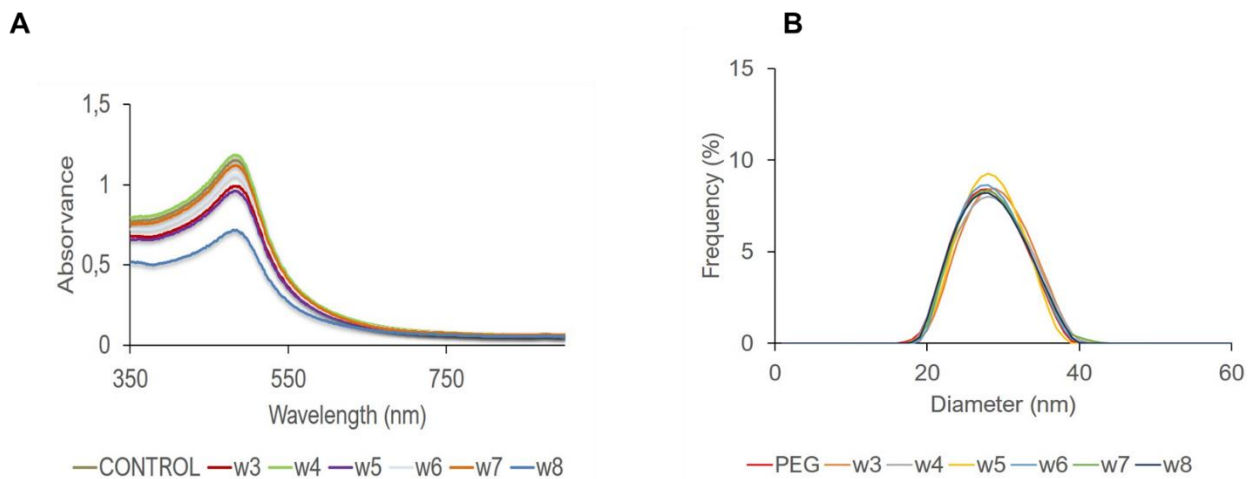 A
1,5
1
0,5
0
Absorvance
350 550 750
Wavelength (nm)
CONTROL w3 w4 w5 w6 w7 w8
B
15
10
5
0
Frequency (%)
0 20 40 60
Diameter (nm)
PEG w3 w4 w5 w6 w7 w8